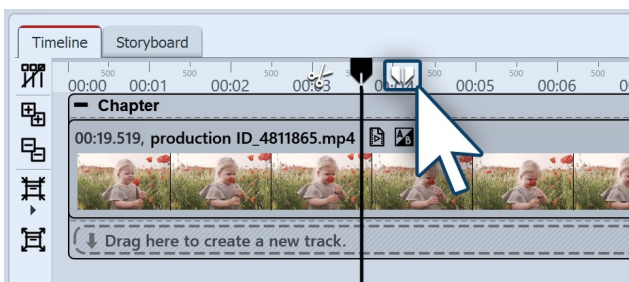 Timeline Storyboard
500 500 500 500 500 500
00:00 00:01 00:02 00:03 00:04 00:05 00:06
Chapter
00:19.519, production ID_4811865.mp4
A B
Drag here to create a new track.